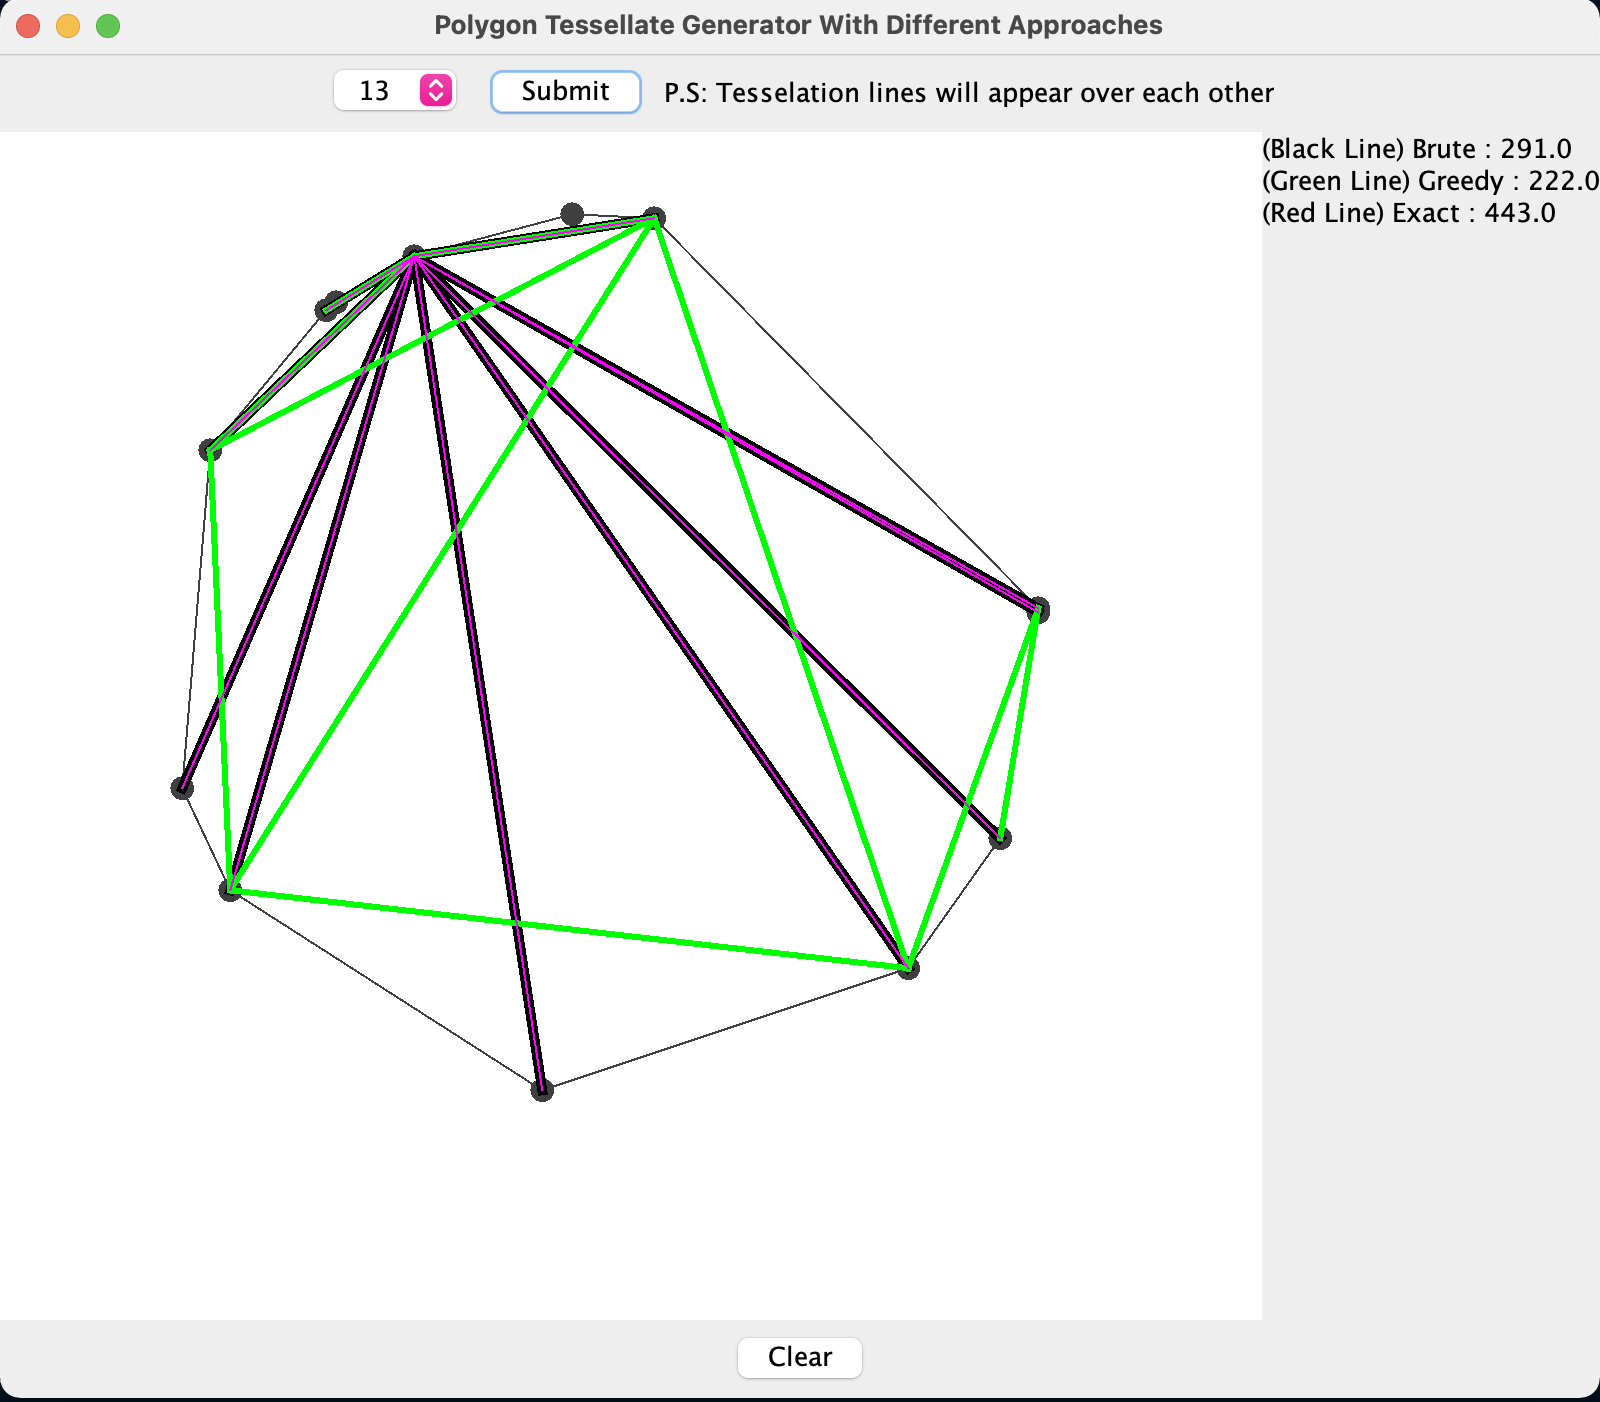 Polygon Tessellate Generator With Different Approaches
13 Submit P.S: Tesselation lines will appear over each other
(Black Line) Brute : 291.0
(Green Line) Greedy : 222.0
(Red Line) Exact : 443.0
Clear